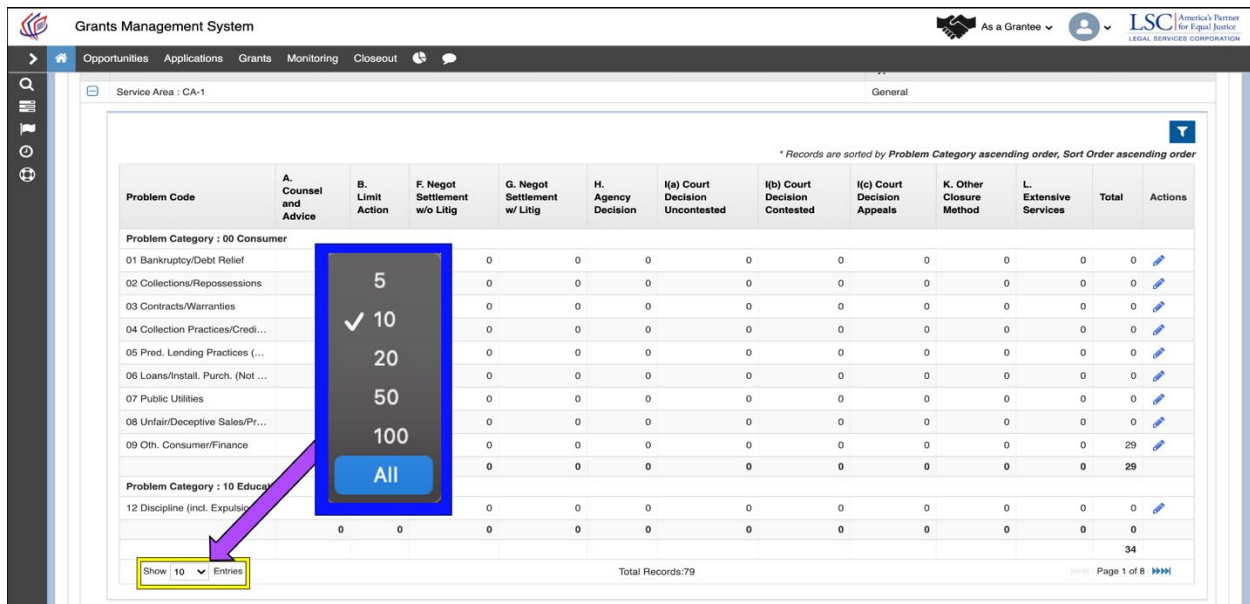 Grants Management System
As a Grantee
LSC America's Partner for Equal Justice
LEGAL SERVICES CORPORATION
Opportunities Applications Grants Monitoring Closeout
Service Area : CA-1 General
* Records are sorted by Problem Category ascending order, Sort Order ascending order
Problem Code A. Counsel and Advice B. Limit Action F. Negot Settlement w/o Litig G. Negot Settlement w/ Litig H. Agency Decision I(a) Court Decision Uncontested I(b) Court Decision Contested I(c) Court Decision Appeals K. Other Closure Method L. Extensive Services Total Actions
Problem Category : 00 Consumer
01 Bankruptcy/Debt Relief 0 0 0 0 0 0 0 0 0
02 Collections/Repossessions 0 0 0 0 0 0 0 0 0
03 Contracts/Warranties 0 0 0 0 0 0 0 0 0
04 Collection Practices/Credi... 0 0 0 0 0 0 0 0 0
05 Pred. Lending Practices (... 0 0 0 0 0 0 0 0 0
06 Loans/Install. Purch. (Not ... 0 0 0 0 0 0 0 0 0
07 Public Utilities 0 0 0 0 0 0 0 0 0
08 Unfair/Deceptive Sales/Pr... 0 0 0 0 0 0 0 0 0
09 Oth. Consumer/Finance 0 0 0 0 0 0 0 0 29
0 0 0 0 0 0 0 0 29
Problem Category : 10 Educat
12 Discipline (incl. Expulsio 0 0 0 0 0 0 0 0 0
0 0 0 0 0 0 0 0 0 0 0
34
Show 10 Entries Total Records:79 Page 1 of 8
5
✓ 10
20
50
100
All